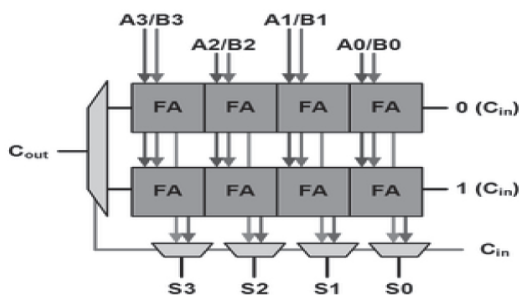 A3/B3 A1/B1
A2/B2 A0/B0
FA FA FA FA 0 (Cin)
Cout
FA FA FA FA 1 (Cin)
Cin
S3 S2 S1 S0